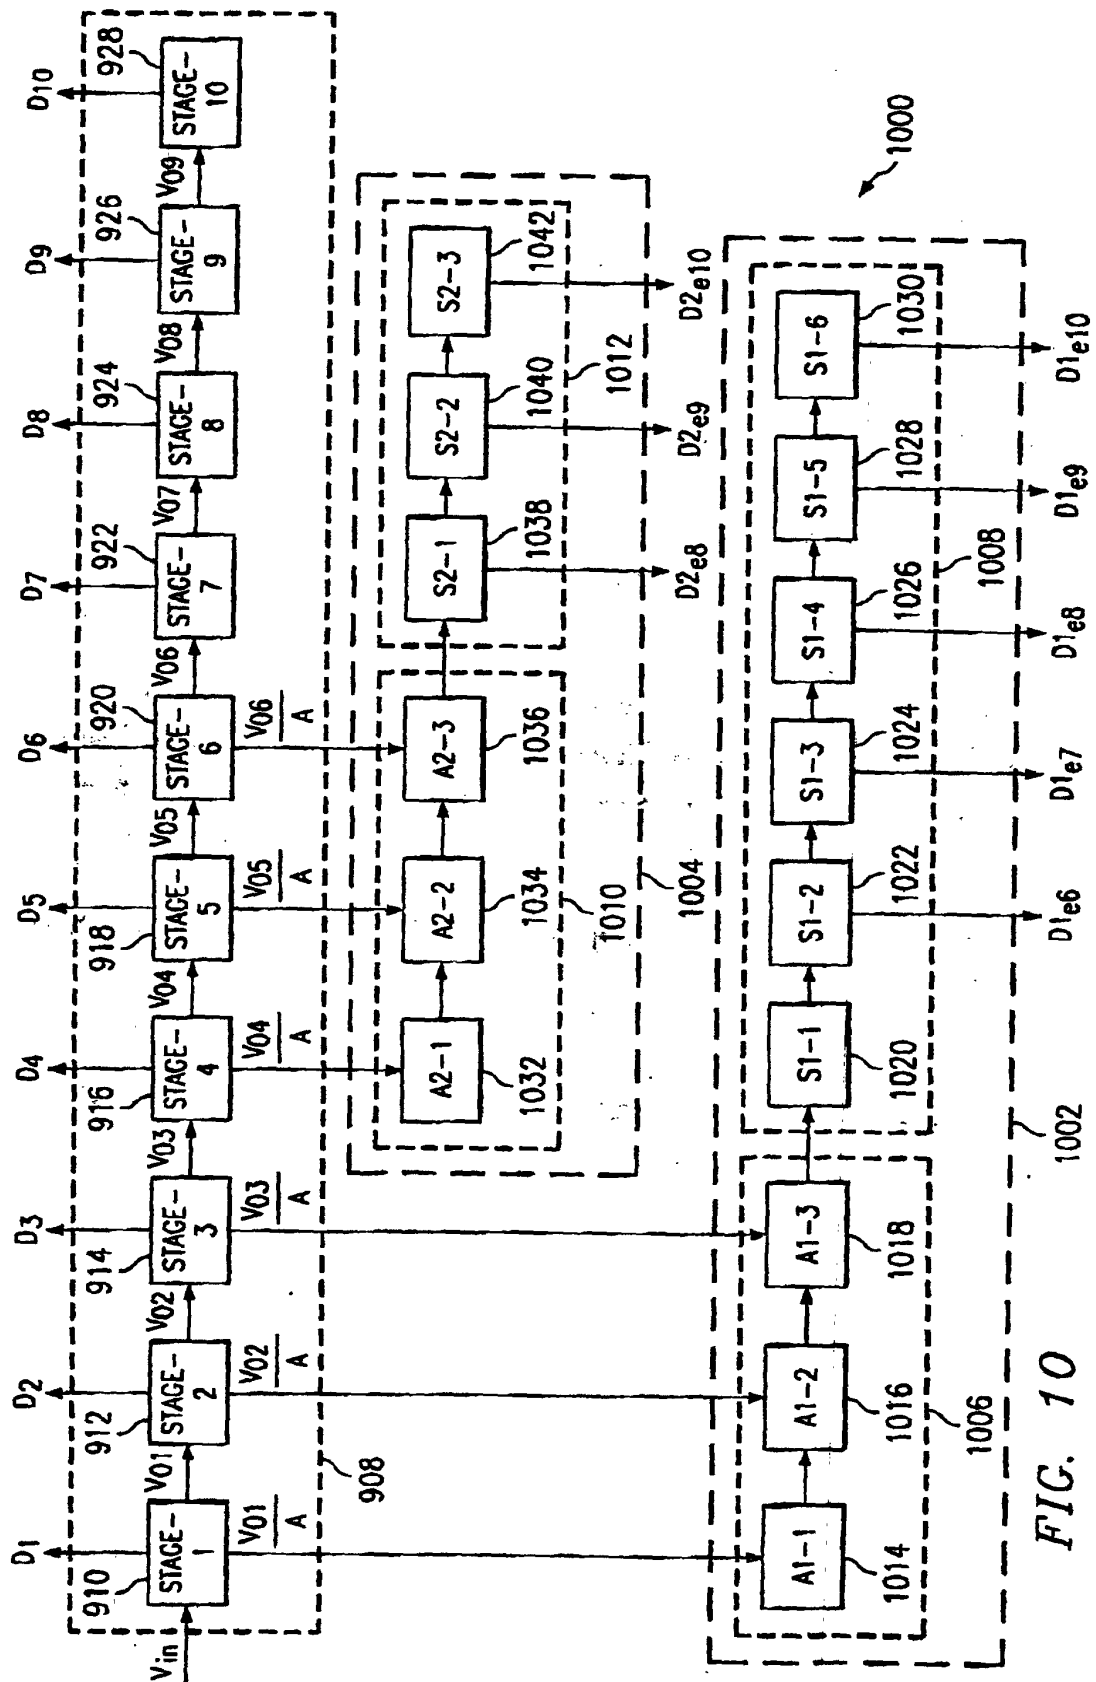 D1 D2 D3 D4 D5 D6 D7 D8 D9 D10
910 912 914 916 918 920 922 924 926 928
Vin
STAGE-1
V01
STAGE-2
V02
STAGE-3
V03
STAGE-4
V04
STAGE-5
V05
STAGE-6
V06
STAGE-7
V07
STAGE-8
V08
STAGE-9
V09
STAGE-10
V01/A V02/A V03/A V04/A V05/A V06/A
908
A2-1 A2-2 A2-3 S2-1 S2-2 S2-3
1032 1034 1036 1038 1040 1042
1010 1012
1004
D2e8 D2e9 D2e10
1000
A1-1 A1-2 A1-3 S1-1 S1-2 S1-3 S1-4 S1-5 S1-6
1014 1016 1018 1020 1022 1024 1026 1028 1030
1006 1008
1002
D1e6 D1e7 D1e8 D1e9 D1e10
FIG. 10